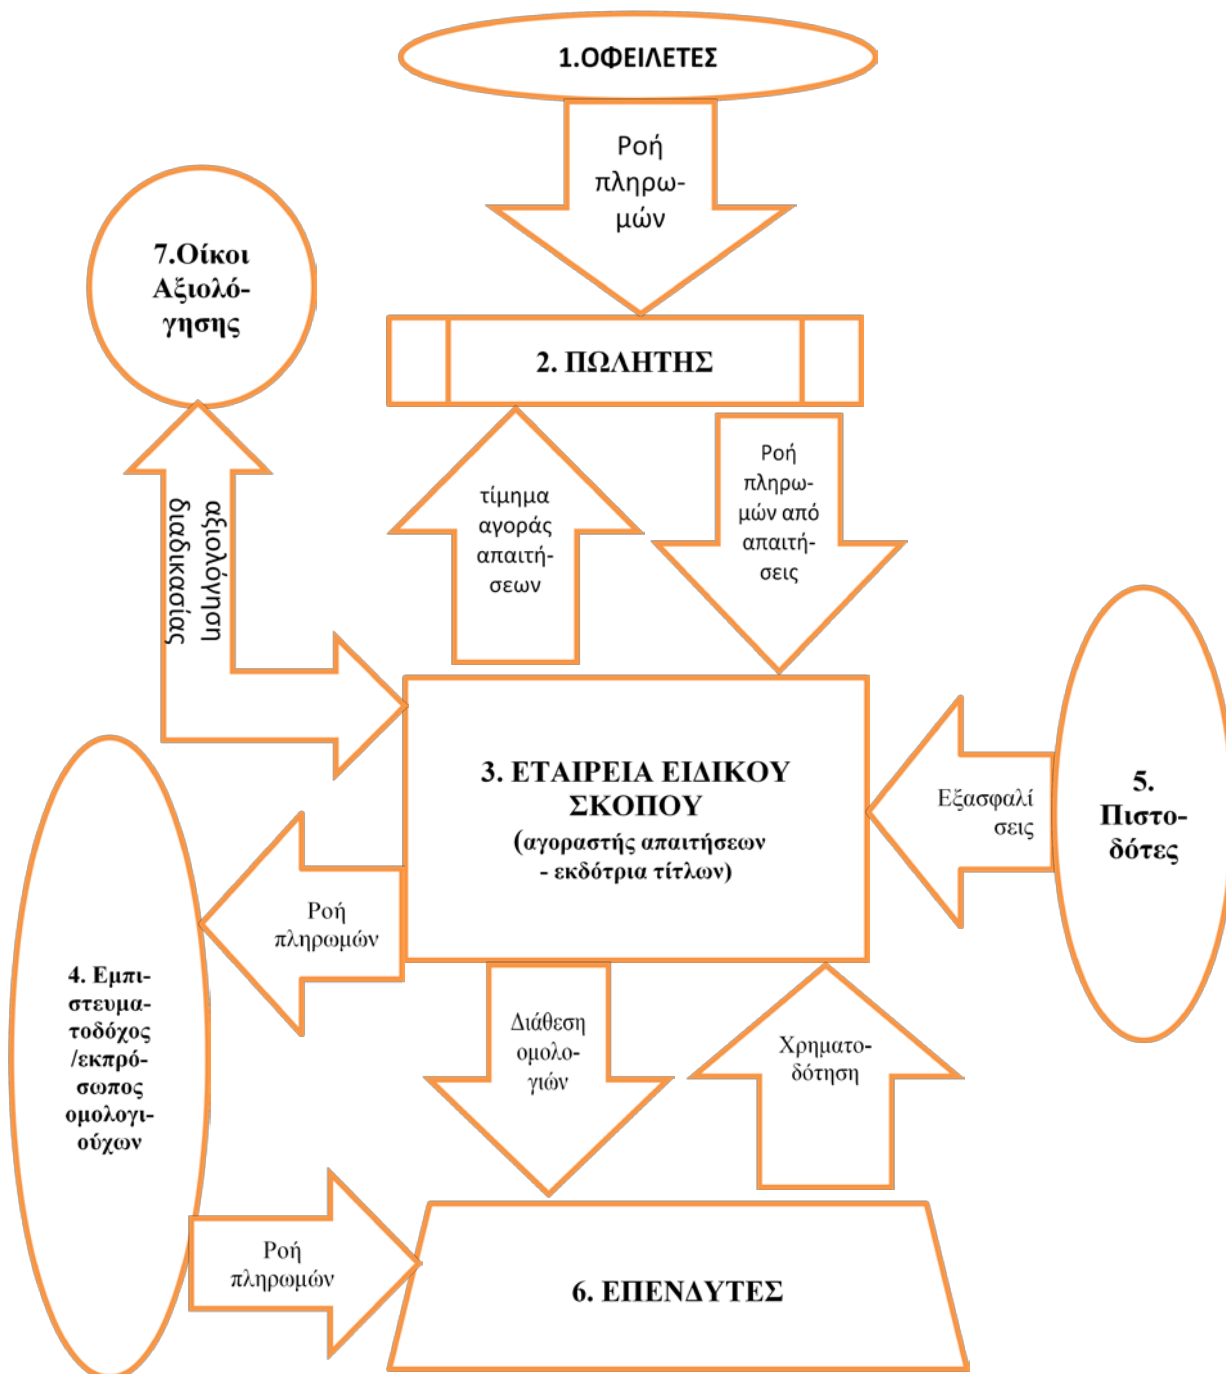 1.ΟΦΕΙΛΕΤΕΣ
Ροή
πληρω-
μών
7.Οίκοι
Αξιολό-
γησης
2. ΠΩΛΗΤΗΣ
αξιολόγηση
διαδικασίας
τίμημα
αγοράς
απαιτή-
σεων
Ροή
πληρω-
μών από
απαιτή-
σεις
3. ΕΤΑΙΡΕΙΑ ΕΙΔΙΚΟΥ
ΣΚΟΠΟΥ
(αγοραστής απαιτήσεων
- εκδότρια τίτλων)
Εξασφαλί
σεις
5.
Πιστο-
δότες
Ροή
πληρωμών
4. Εμπι-
στευμα-
τοδόχος
/εκπρό-
σωπος
ομολογι-
ούχων
Διάθεση
ομολο-
γιών
Χρηματο-
δότηση
Ροή
πληρωμών
6. ΕΠΕΝΔΥΤΕΣ